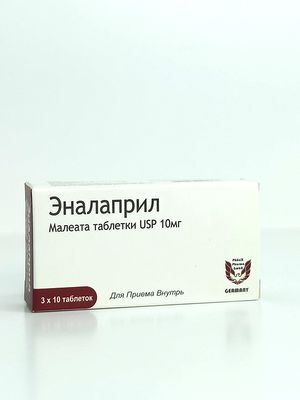 Эналаприл
Малеата таблетки USP 10мг
3 x 10 таблеток
Для Приема Внутрь
GERMANY